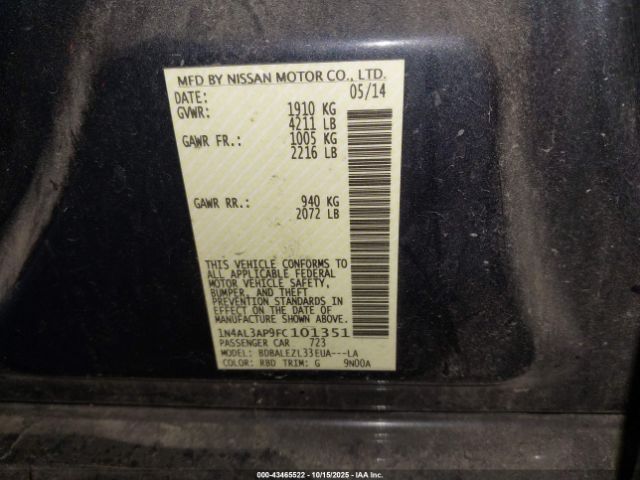 MFD BY NISSAN MOTOR CO., LTD.
DATE: 05/14
GVWR: 1910 KG
4211 LB
GAWR FR.: 1005 KG
2216 LB
GAWR RR.: 940 KG
2072 LB
THIS VEHICLE CONFORMS TO
ALL APPLICABLE FEDERAL
MOTOR VEHICLE SAFETY,
BUMPER, AND THEFT
PREVENTION STANDARDS IN
EFFECT ON THE DATE OF
MANUFACTURE SHOWN ABOVE.
1N4AL3AP9FC101351
PASSENGER CAR 723
MODEL: BDBALEZL33EUA---LA
COLOR: RBD TRIM: G 9N00A
000-43465522 - 10/15/2025 - IAA Inc.